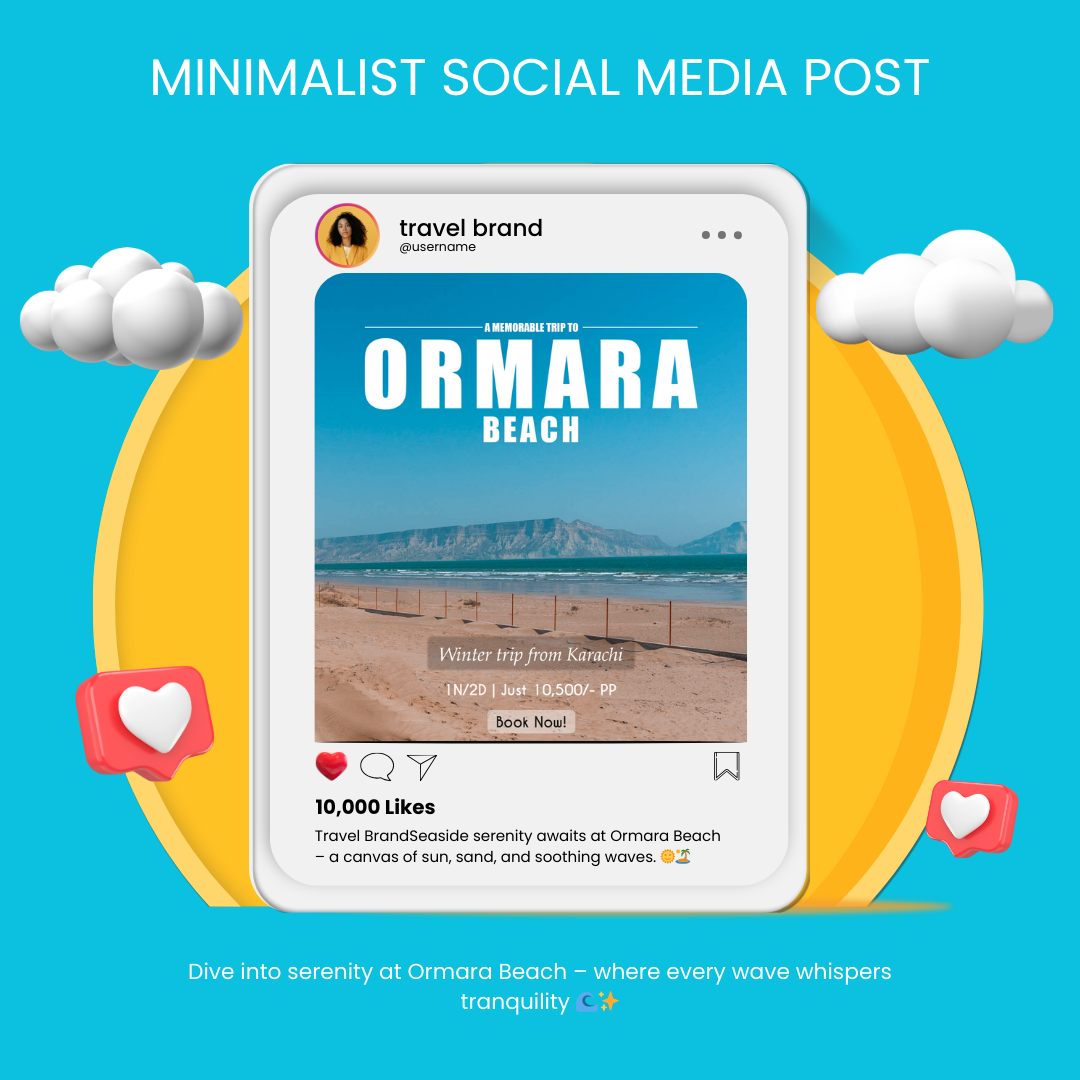 MINIMALIST SOCIAL MEDIA POST
travel brand
@username
A MEMORABLE TRIP TO
ORMARA
BEACH
Winter trip from Karachi
1N/2D | Just 10,500/- PP
Book Now!
10,000 Likes
Travel BrandSeaside serenity awaits at Ormara Beach
– a canvas of sun, sand, and soothing waves. 🌞🏝️
Dive into serenity at Ormara Beach – where every wave whispers
tranquility 🌊✨